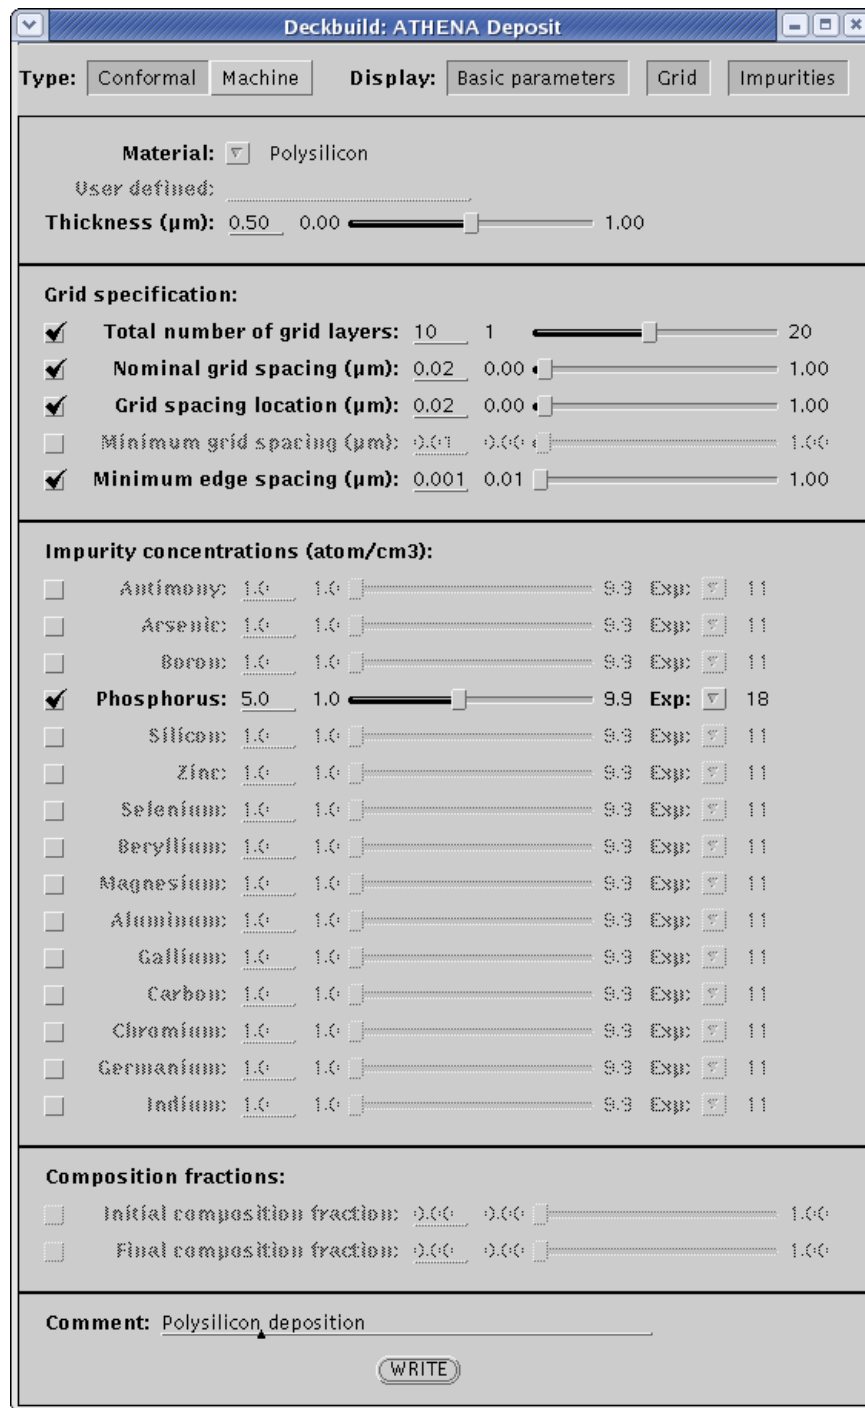 Deckbuild: ATHENA Deposit
Type: Conformal Machine Display: Basic parameters Grid Impurities
Material: Polysilicon
User defined:
Thickness (µm): 0.50 0.00 1.00
Grid specification:
Total number of grid layers: 10 1 20
Nominal grid spacing (µm): 0.02 0.00 1.00
Grid spacing location (µm): 0.02 0.00 1.00
Minimum grid spacing (µm): 0.01 0.00 1.00
Minimum edge spacing (µm): 0.001 0.01 1.00
Impurity concentrations (atom/cm3):
Antimony: 1.0 1.0 9.9 Exp: 11
Arsenic: 1.0 1.0 9.9 Exp: 11
Boron: 1.0 1.0 9.9 Exp: 11
Phosphorus: 5.0 1.0 9.9 Exp: 18
Silicon: 1.0 1.0 9.9 Exp: 11
Zinc: 1.0 1.0 9.9 Exp: 11
Selenium: 1.0 1.0 9.9 Exp: 11
Beryllium: 1.0 1.0 9.9 Exp: 11
Magnesium: 1.0 1.0 9.9 Exp: 11
Aluminum: 1.0 1.0 9.9 Exp: 11
Gallium: 1.0 1.0 9.9 Exp: 11
Carbon: 1.0 1.0 9.9 Exp: 11
Chromium: 1.0 1.0 9.9 Exp: 11
Germanium: 1.0 1.0 9.9 Exp: 11
Indium: 1.0 1.0 9.9 Exp: 11
Composition fractions:
Initial composition fraction: 0.00 0.00 1.00
Final composition fraction: 0.00 0.00 1.00
Comment: Polysilicon deposition
WRITE